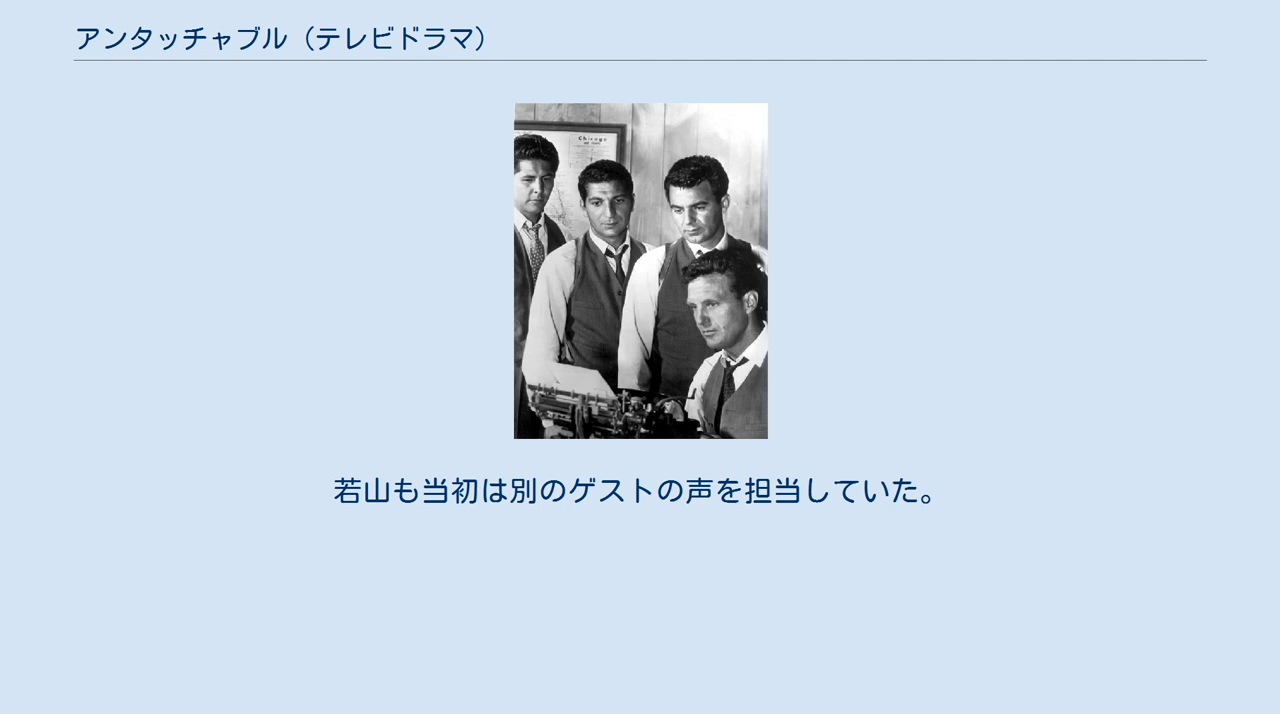 アンタッチャブル（テレビドラマ）
Chicago
若山も当初は別のゲストの声を担当していた。